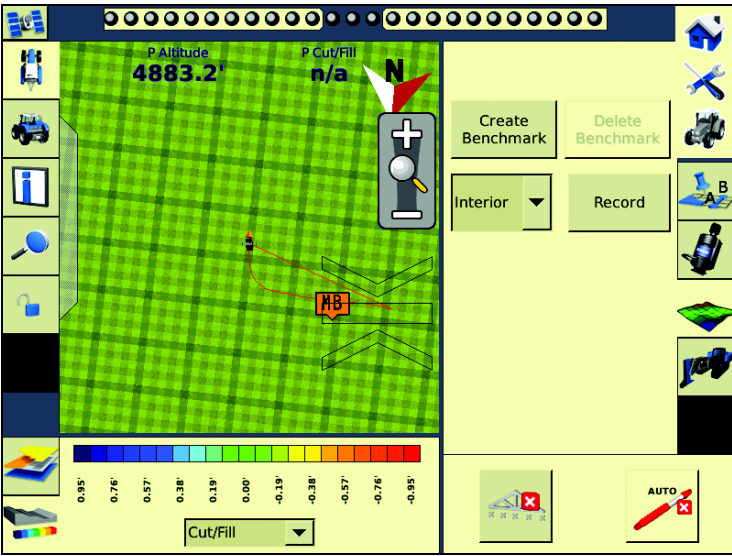 P Altitude
4883.2'
P Cut/Fill
n/a
N
MB
Create
Benchmark
Delete
Benchmark
Interior
Record
A B
0.95'
0.76'
0.57'
0.38'
0.19'
0.00'
-0.19'
-0.38'
-0.57'
-0.76'
-0.95'
Cut/Fill
AUTO